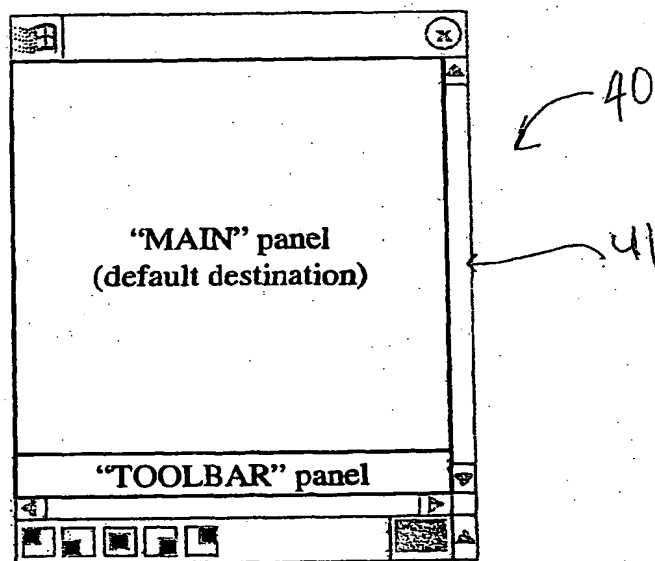 x
40
"MAIN" panel
(default destination)
41
"TOOLBAR" panel